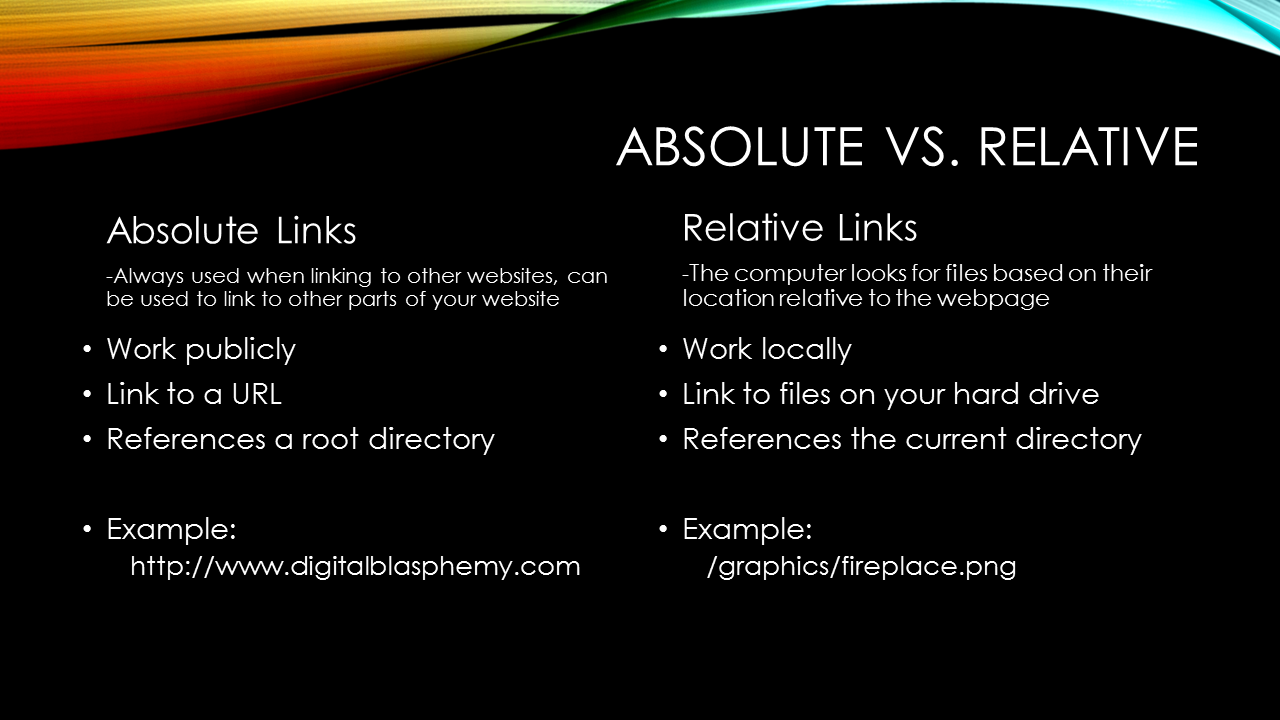 ABSOLUTE VS. RELATIVE
Absolute Links
-Always used when linking to other websites, can
be used to link to other parts of your website
• Work publicly
• Link to a URL
• References a root directory
• Example:
http://www.digitalblasphemy.com
Relative Links
-The computer looks for files based on their
location relative to the webpage
• Work locally
• Link to files on your hard drive
• References the current directory
• Example:
/graphics/fireplace.png